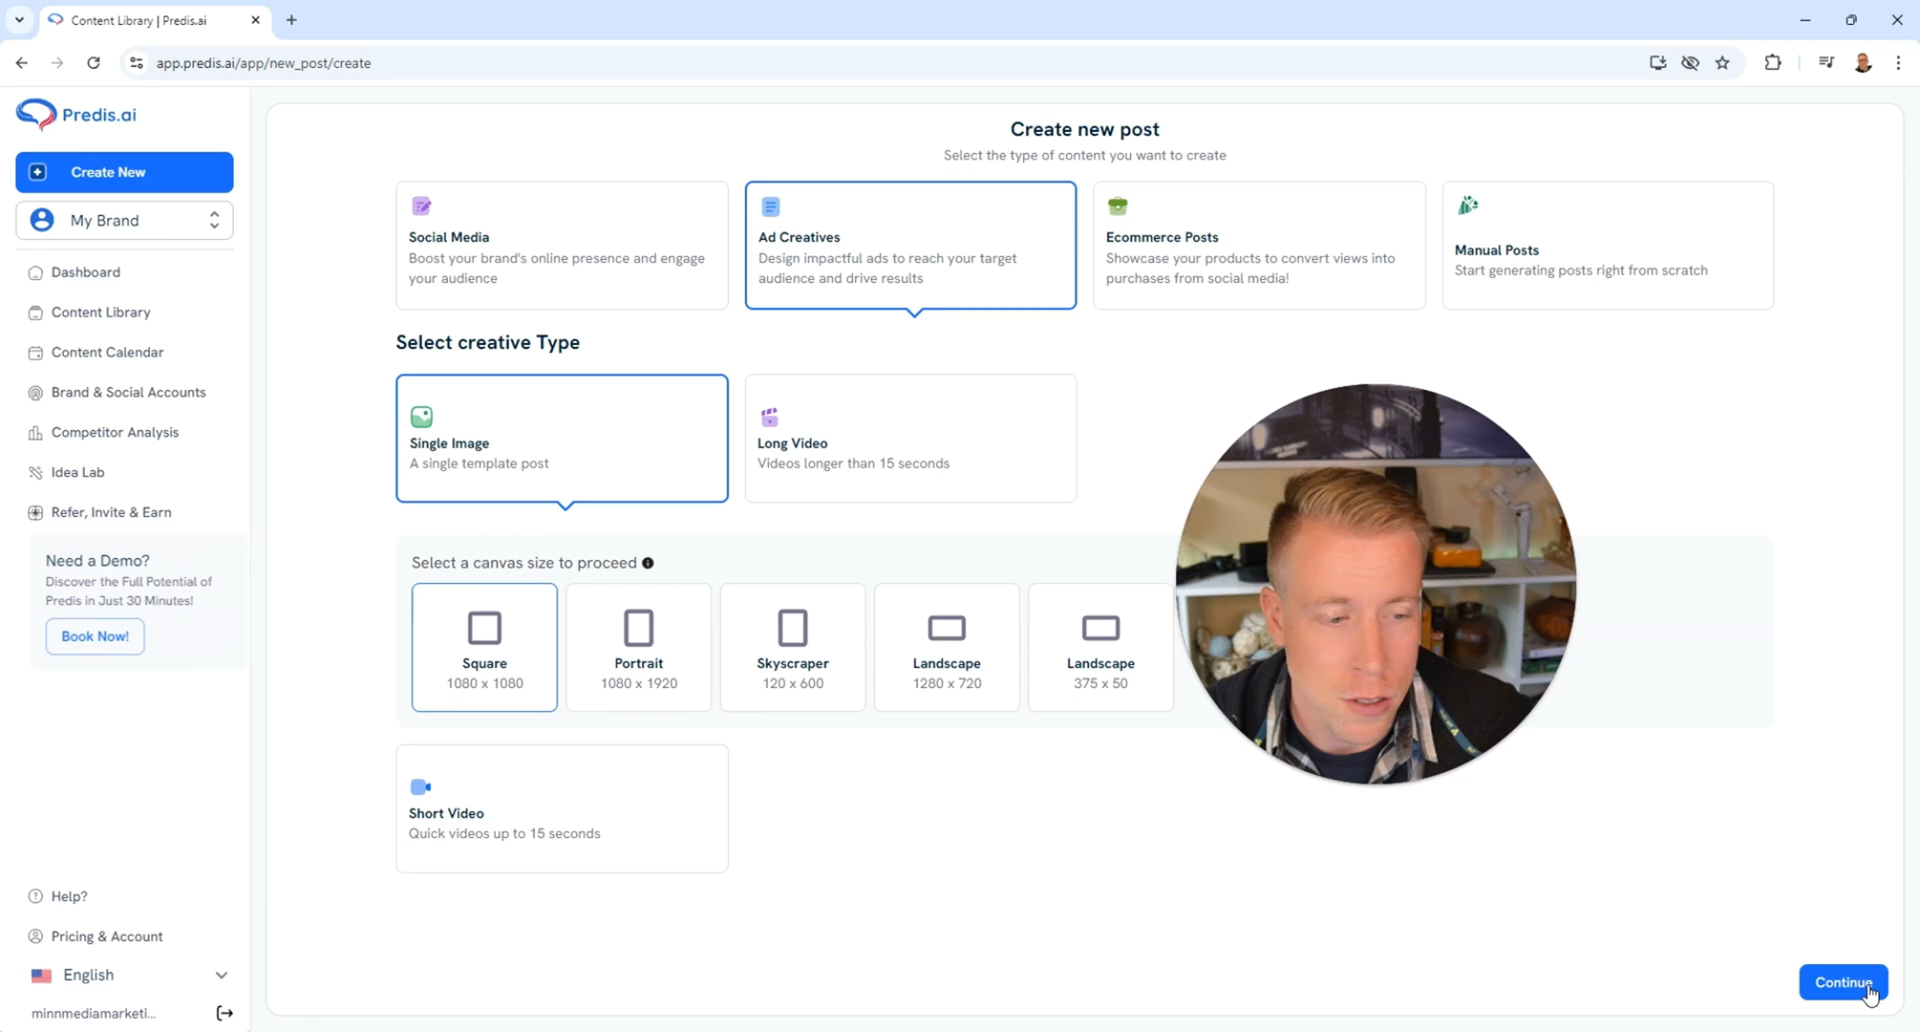 Content Library | Predis.ai
app.predis.ai/app/new_post/create
Predis.ai
Create New
My Brand
Dashboard
Content Library
Content Calendar
Brand & Social Accounts
Competitor Analysis
Idea Lab
Refer, Invite & Earn
Need a Demo?
Discover the Full Potential of
Predis in Just 30 Minutes!
Book Now!
Help?
Pricing & Account
English
minnmediamarketi...
Create new post
Select the type of content you want to create
Social Media
Boost your brand's online presence and engage
your audience
Ad Creatives
Design impactful ads to reach your target
audience and drive results
Ecommerce Posts
Showcase your products to convert views into
purchases from social media!
Manual Posts
Start generating posts right from scratch
Select creative Type
Single Image
A single template post
Long Video
Videos longer than 15 seconds
Select a canvas size to proceed
Square
1080 x 1080
Portrait
1080 x 1920
Skyscraper
120 x 600
Landscape
1280 x 720
Landscape
375 x 50
Short Video
Quick videos up to 15 seconds
Continue